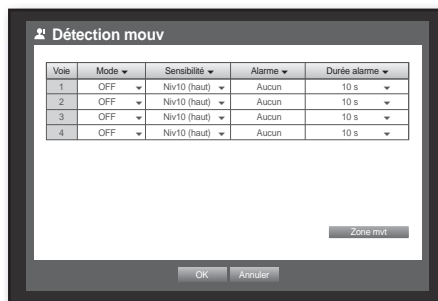 Détection mouv
Voie Mode Sensibilité Alarme Durée alarme
1 OFF Niv10 (haut) Aucun 10 s
2 OFF Niv10 (haut) Aucun 10 s
3 OFF Niv10 (haut) Aucun 10 s
4 OFF Niv10 (haut) Aucun 10 s
Zone mvt
OK Annuler